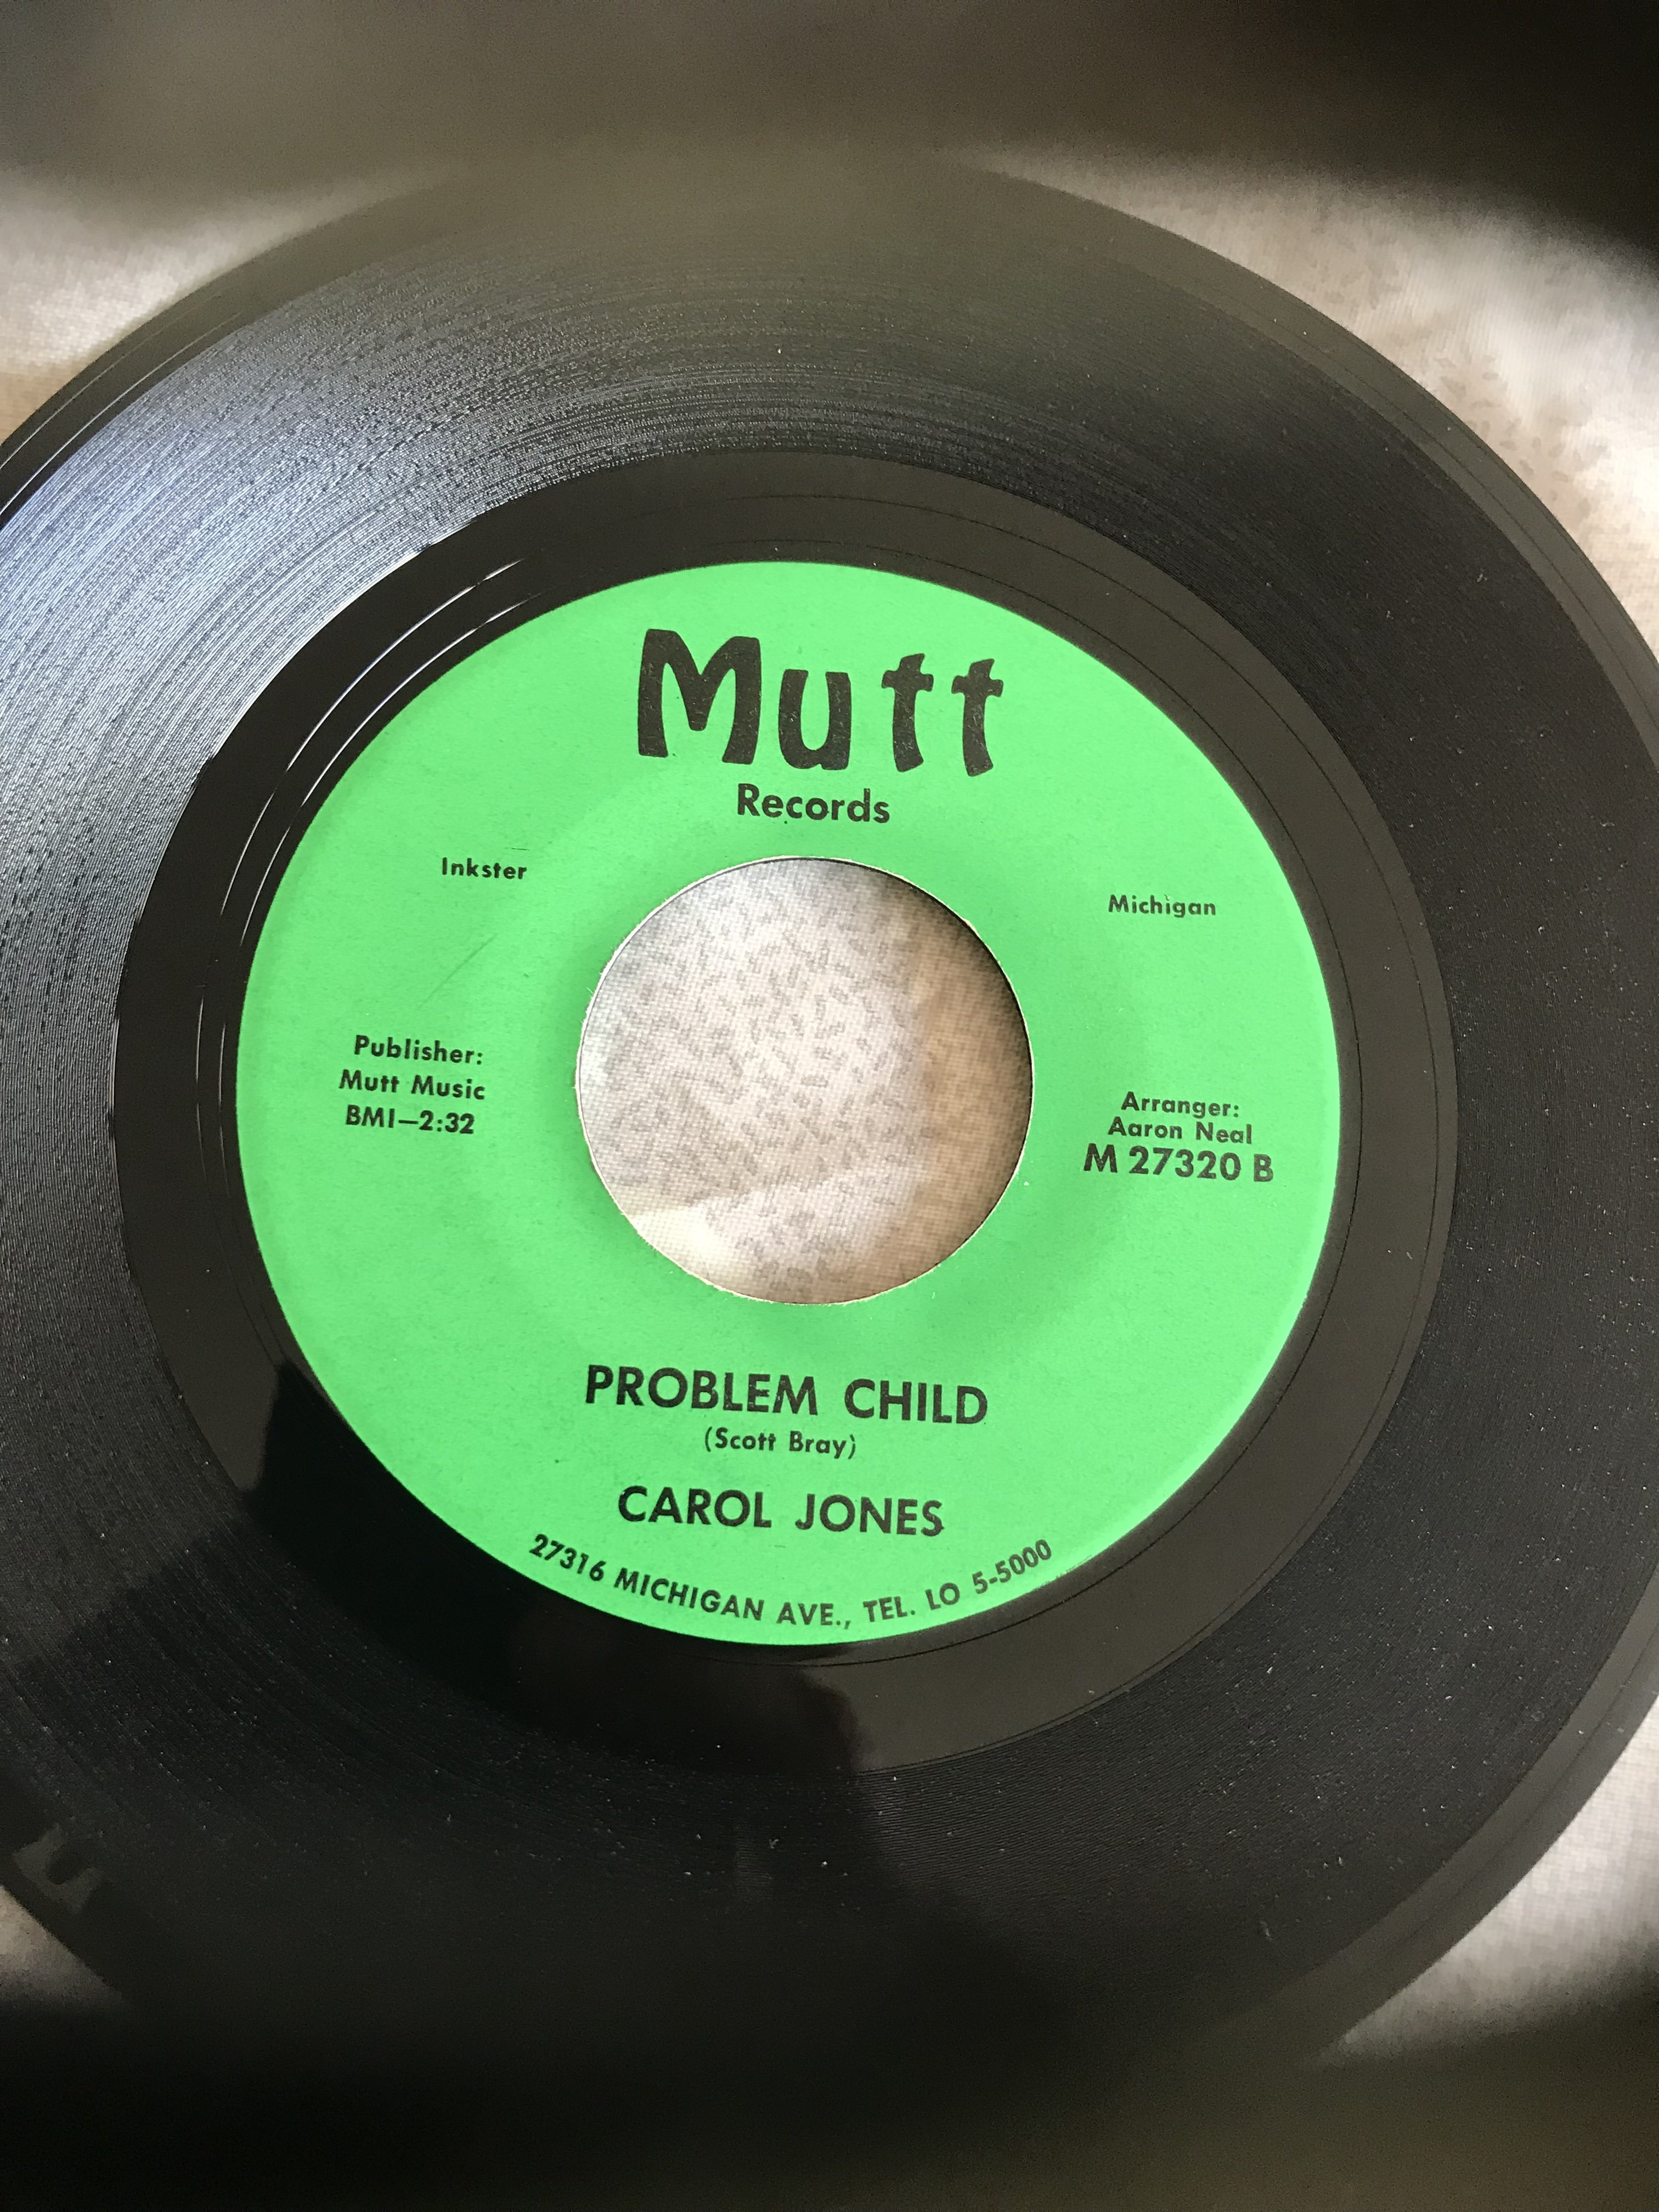 Mutt
Records
Inkster
Michigan
Publisher:
Mutt Music
BMI—2:32
Arranger:
Aaron Neal
M 27320 B
PROBLEM CHILD
(Scott Bray)
CAROL JONES
27316 MICHIGAN AVE., TEL. LO 5-5000